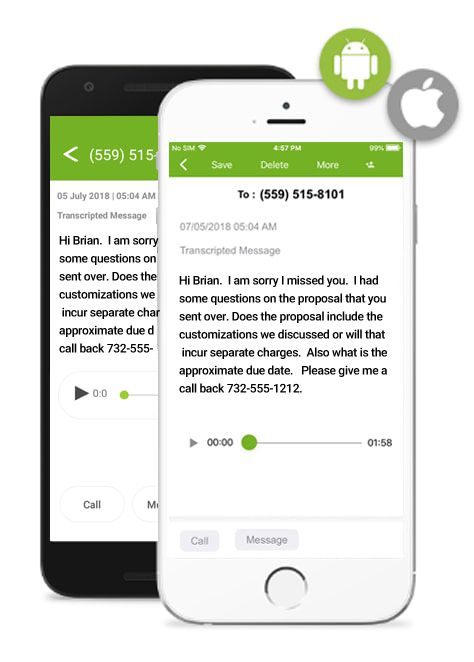 (559) 515-
05 July 2018 | 05:04 AM
Transcripted Message
Hi Brian. I am sorry
some questions on
sent over. Does the
customizations we
incur separate char
approximate due d
call back 732-555-
0:0
Call
No SIM 4:57 PM 99%
Save Delete More
To : (559) 515-8101
07/05/2018 05:04 AM
Transcripted Message
Hi Brian. I am sorry I missed you. I had
some questions on the proposal that you
sent over. Does the proposal include the
customizations we discussed or will that
incur separate charges. Also what is the
approximate due date. Please give me a
call back 732-555-1212.
00:00 01:58
Call Message